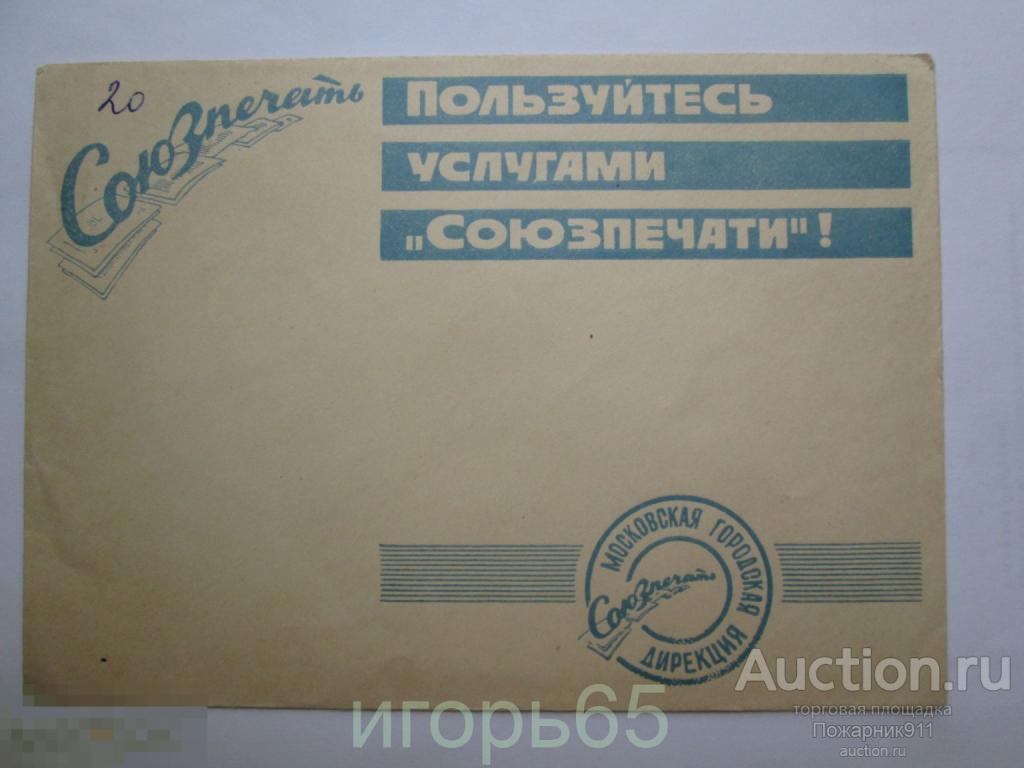 20
Союзпечать
Пользуйтесь
услугами
„Союзпечати"!
МОСКОВСКАЯ ГОРОДСКАЯ
Союзпечать
ДИРЕКЦИЯ
Auction.ru
торговая площадка
Пожарник911
auction.ru
игорь65